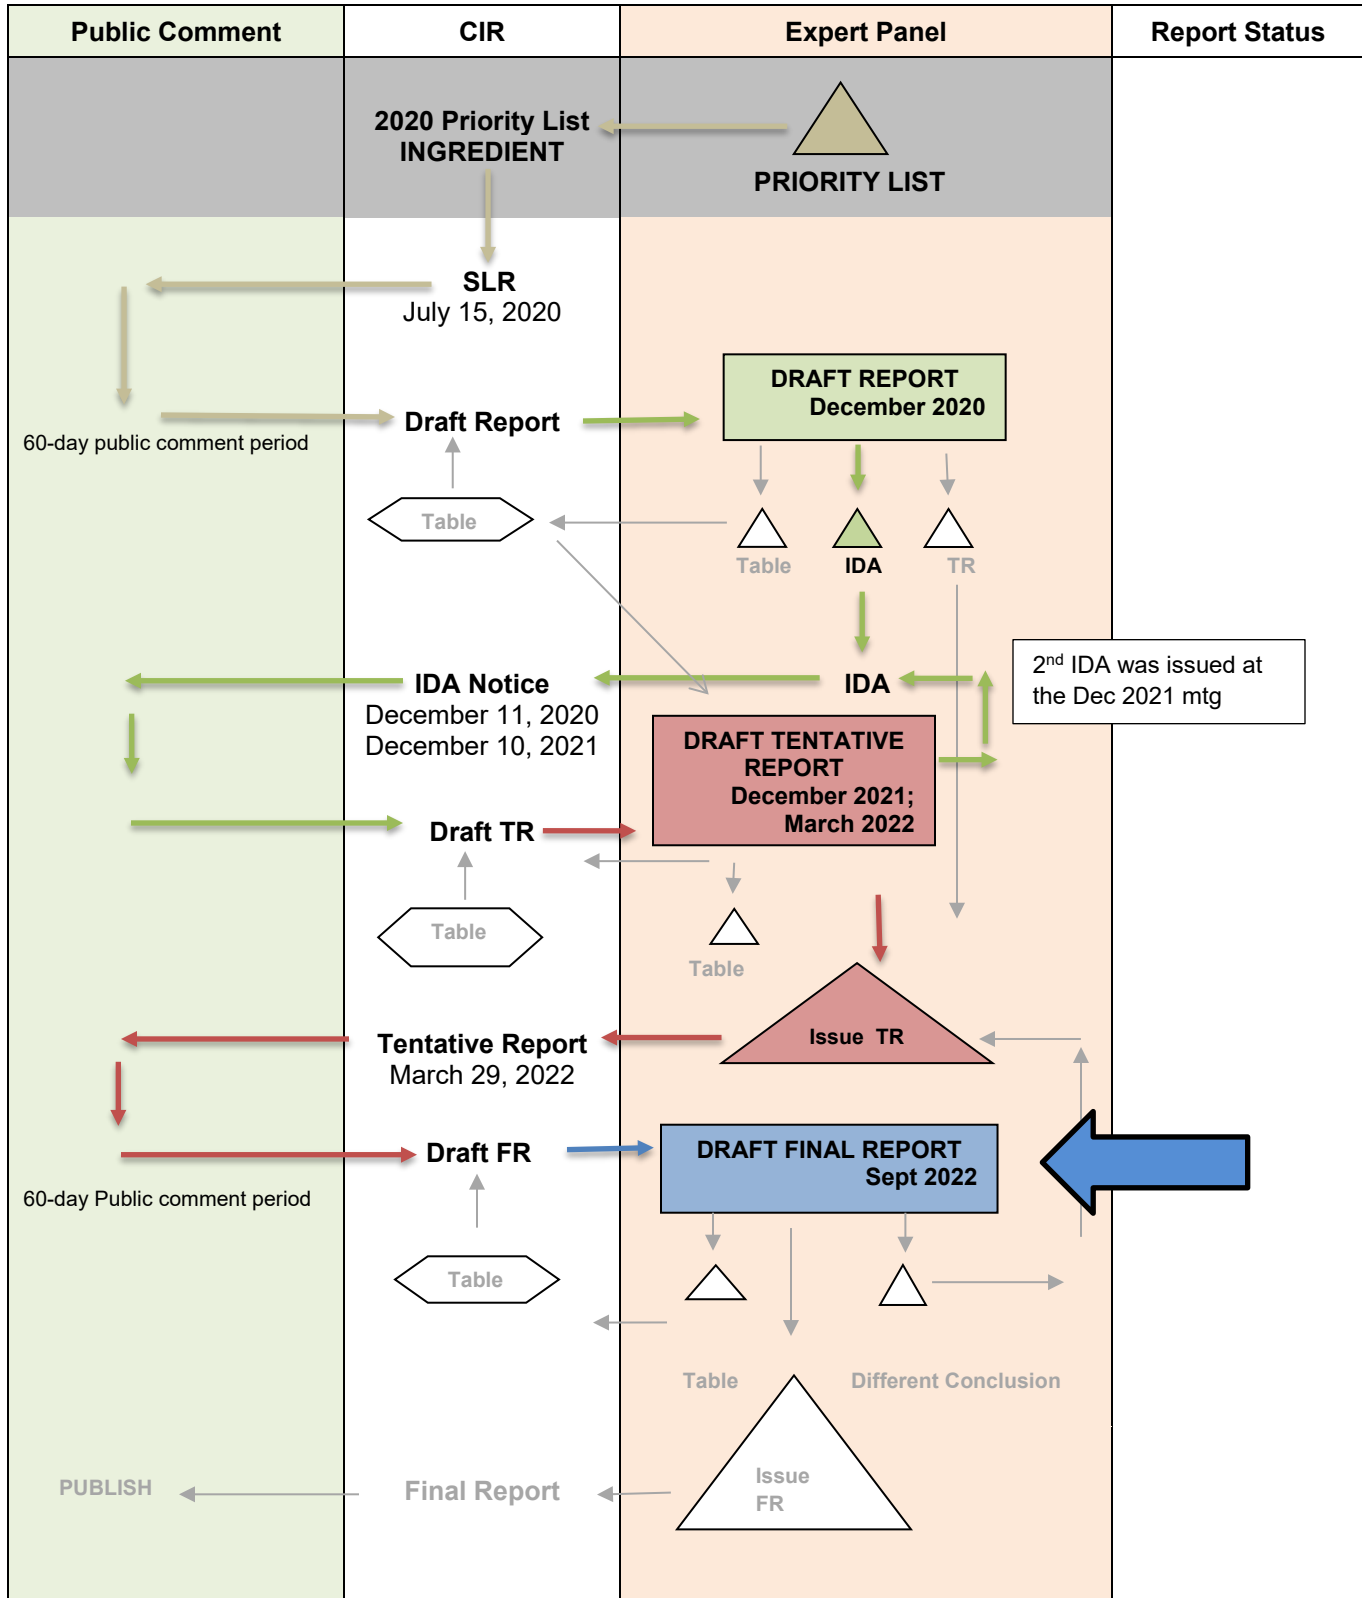 Public Comment
CIR
Expert Panel
Report Status
2020 Priority List
INGREDIENT
PRIORITY LIST
SLR
July 15, 2020
DRAFT REPORT
December 2020
60-day public comment period
Draft Report
Table
Table
IDA
TR
2nd IDA was issued at
the Dec 2021 mtg
IDA Notice
December 11, 2020
December 10, 2021
IDA
DRAFT TENTATIVE
REPORT
December 2021;
March 2022
Draft TR
Table
Table
Issue TR
Tentative Report
March 29, 2022
Draft FR
DRAFT FINAL REPORT
Sept 2022
60-day Public comment period
Table
Table
Different Conclusion
PUBLISH
Final Report
Issue
FR